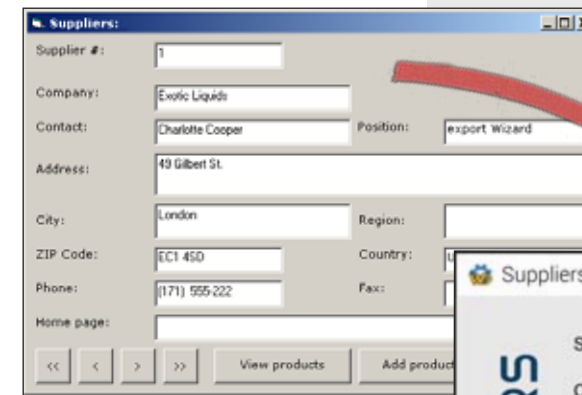 Suppliers:
Supplier #: 1
Company: Exotic Liquids
Contact: Charlotte Cooper Position: export Wizard
Address: 49 Gilbert St.
City: London Region:
ZIP Code: EC1 4SD Country: U
Phone: (171) 555-222 Fax:
Home page:
Suppliers
<< < > >> View products Add product